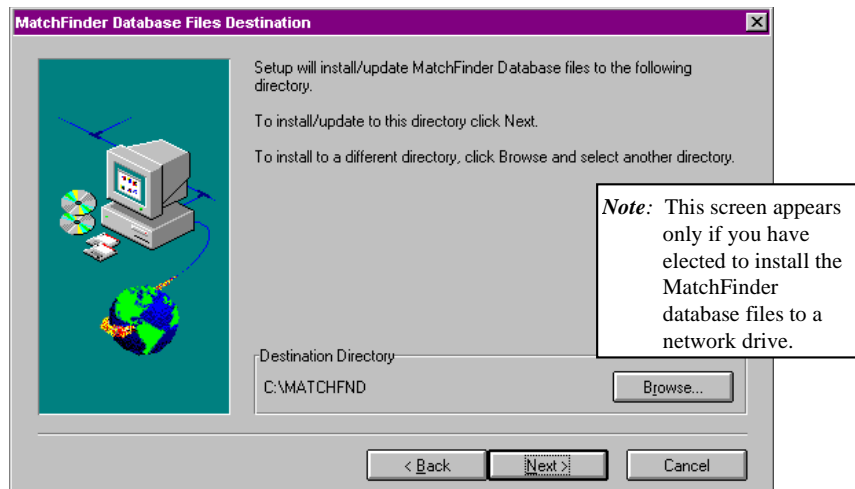 MatchFinder Database Files Destination
Setup will install/update MatchFinder Database files to the following
directory.
To install/update to this directory click Next.
To install to a different directory, click Browse and select another directory.
Note: This screen appears
only if you have
elected to install the
MatchFinder
database files to a
network drive.
Destination Directory
C:\MATCHFND
Browse...
< Back
Next >
Cancel